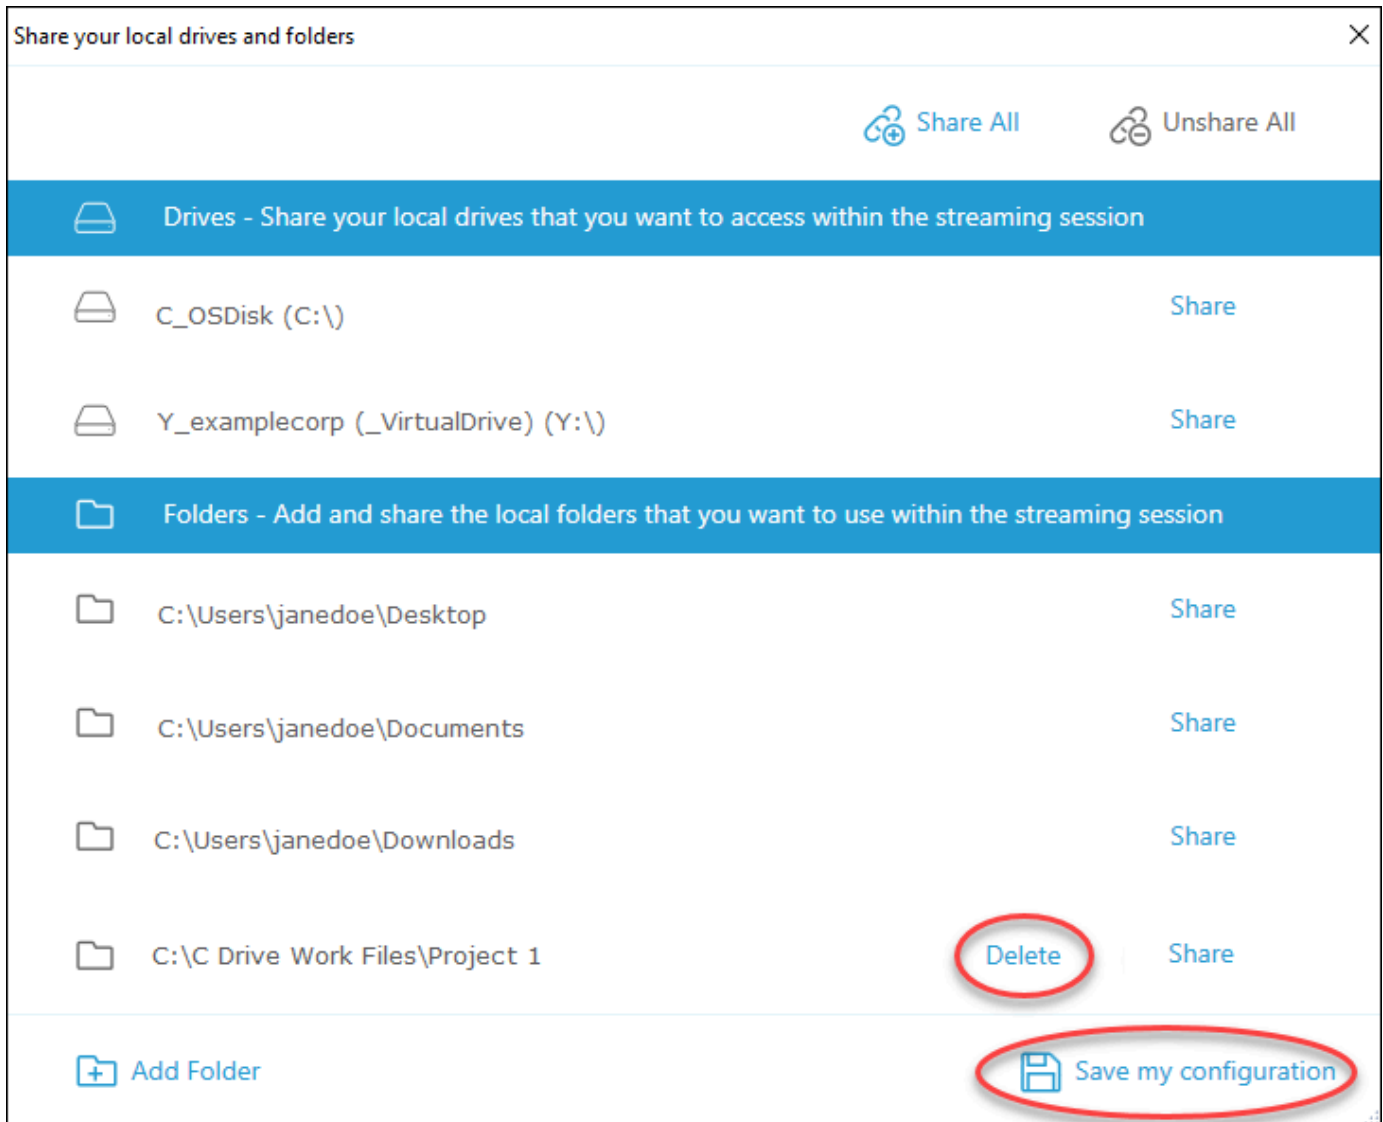 Share your local drives and folders
Share All Unshare All
Drives - Share your local drives that you want to access within the streaming session
C_OSDisk (C:\) Share
Y_examplecorp (_VirtualDrive) (Y:\) Share
Folders - Add and share the local folders that you want to use within the streaming session
C:\Users\janedoe\Desktop Share
C:\Users\janedoe\Documents Share
C:\Users\janedoe\Downloads Share
C:\C Drive Work Files\Project 1 Delete Share
Add Folder Save my configuration